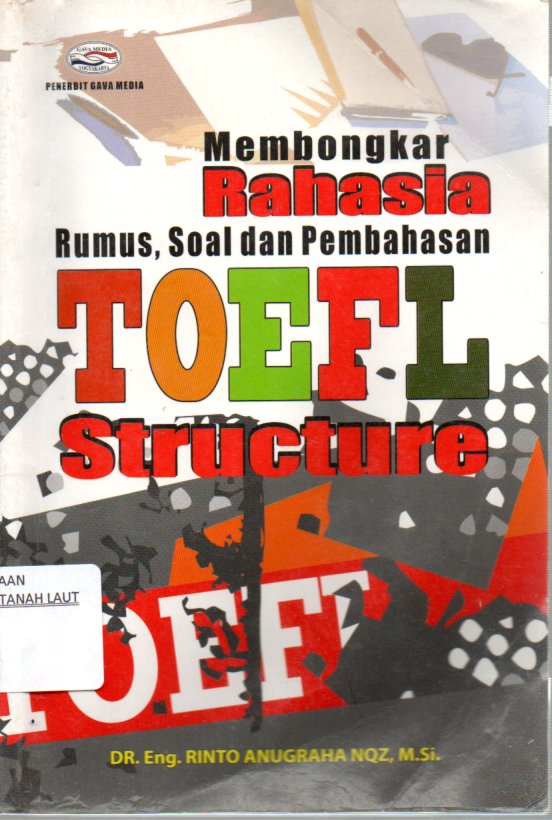 GAVA MEDIA
YOGYAKARTA
PENERBIT GAVA MEDIA
Membongkar
Rahasia
Rumus, Soal dan Pembahasan
TOEFL
Structure
AAN
TANAH LAUT
TOEFL
DR. Eng. RINTO ANUGRAHA NQZ, M.Si.